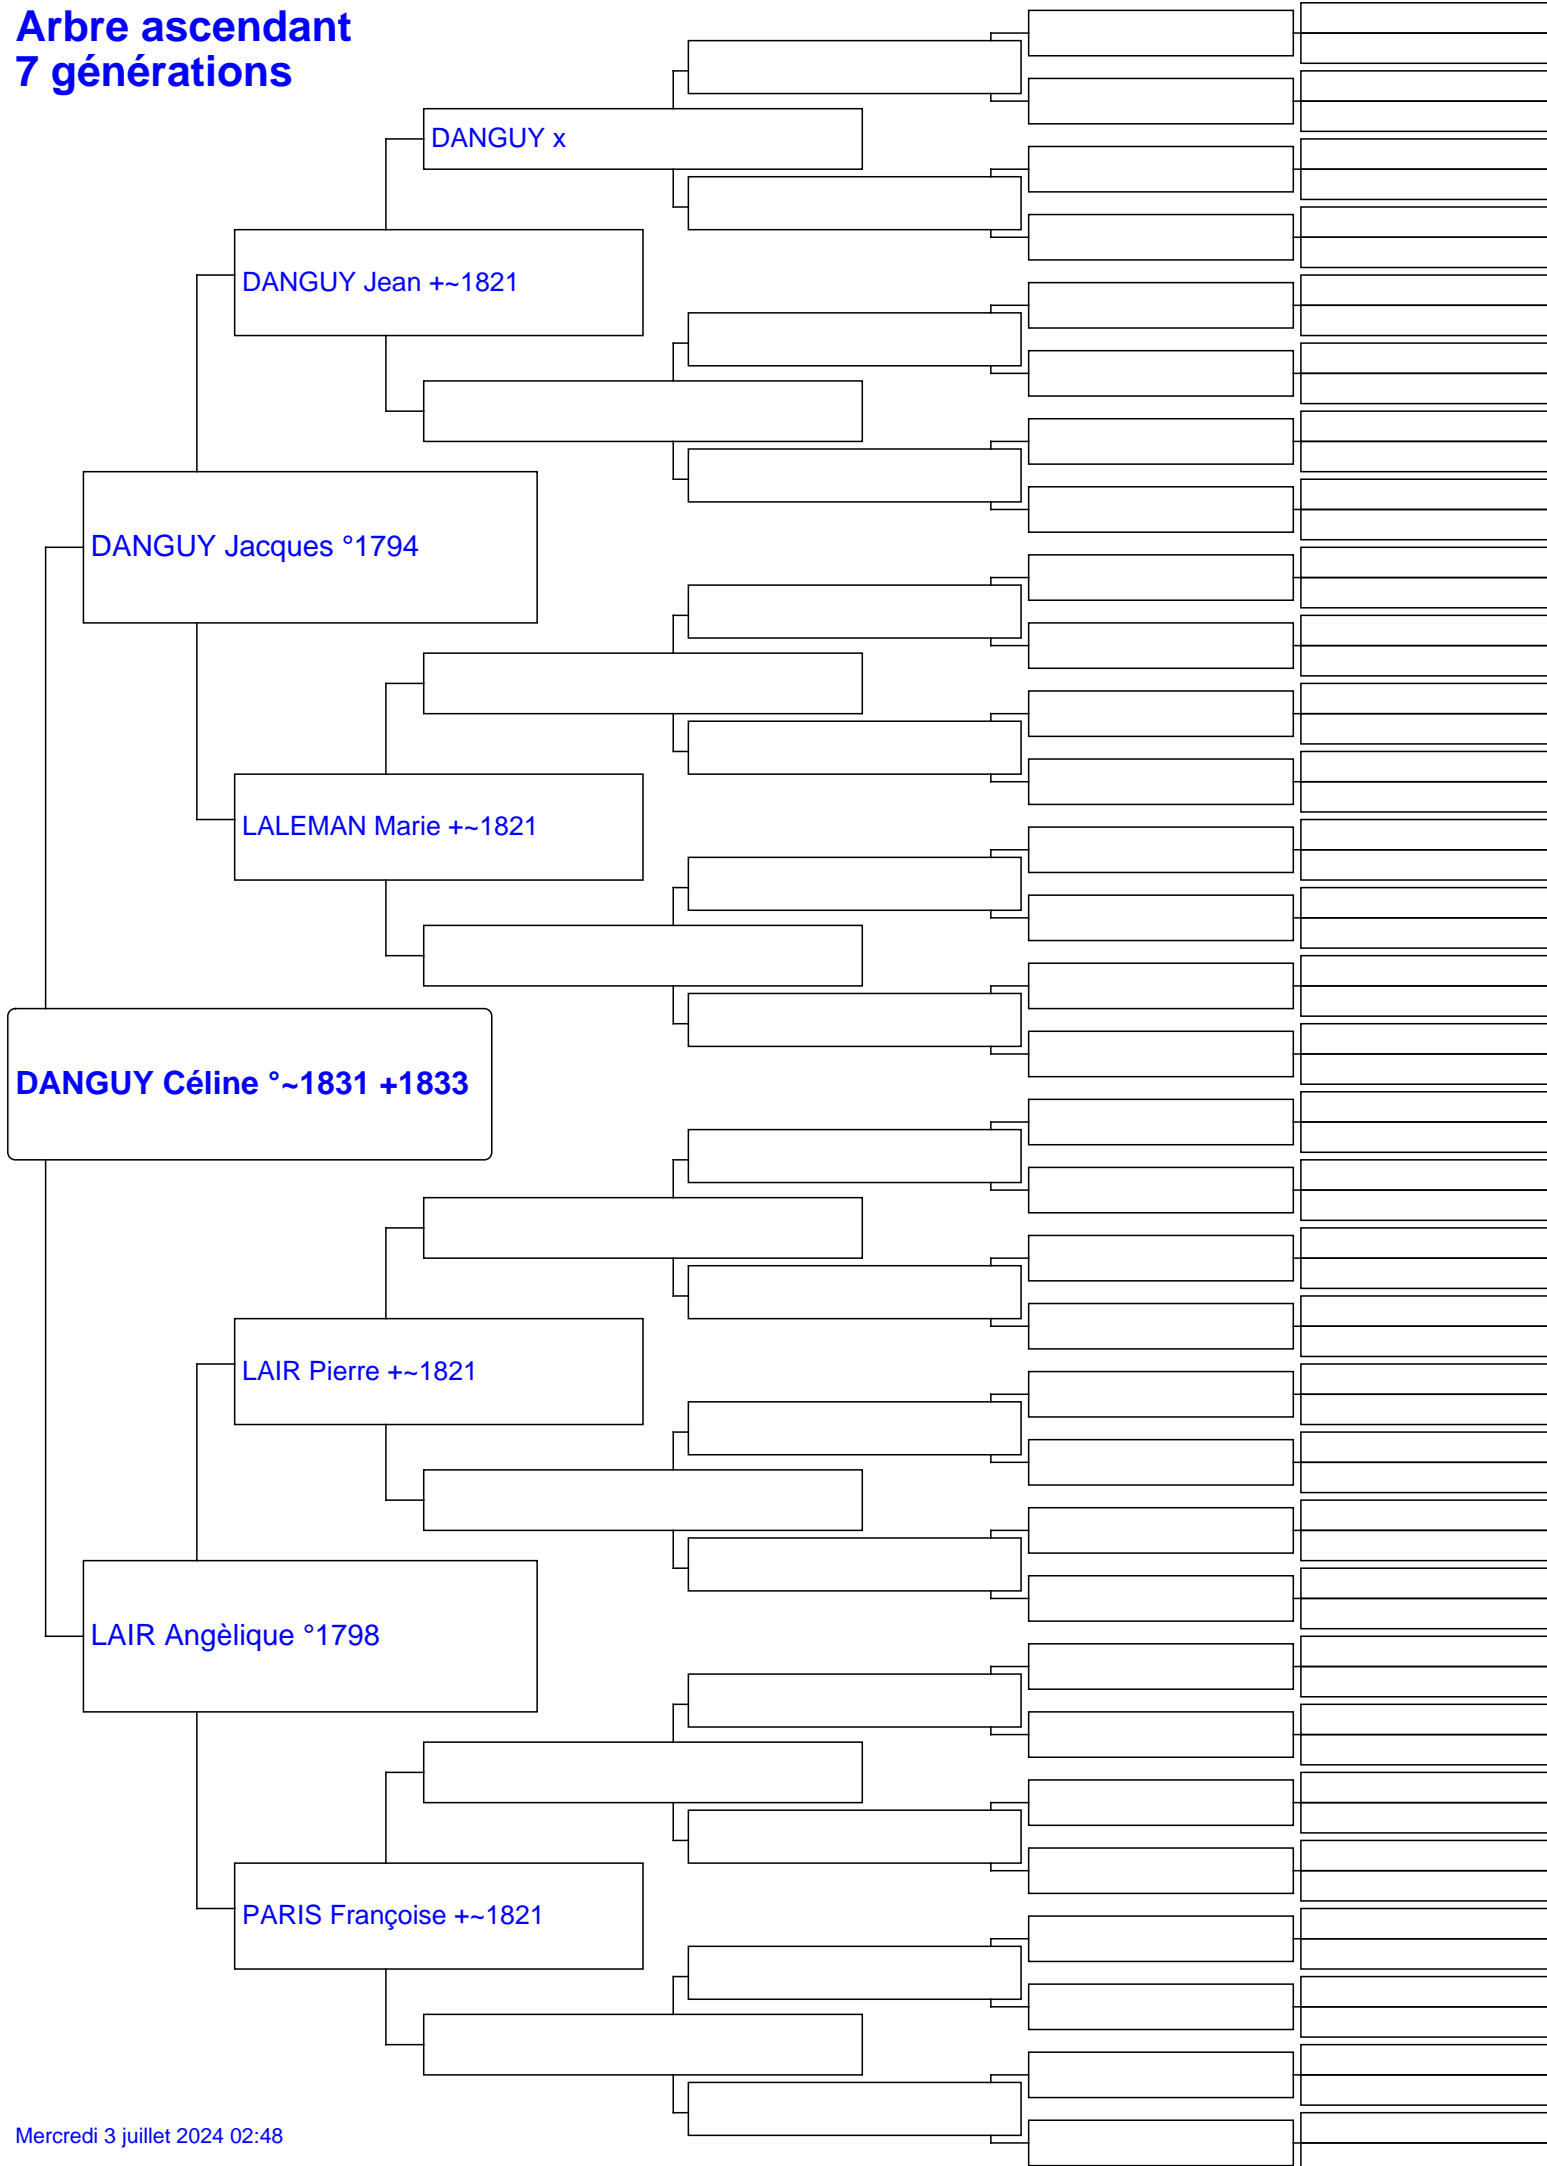 Arbre ascendant
7 générations
DANGUY x
DANGUY Jean +~1821
DANGUY Jacques °1794
LALEMAN Marie +~1821
DANGUY Céline °~1831 +1833
LAIR Pierre +~1821
LAIR Angèlique °1798
PARIS Françoise +~1821
Mercredi 3 juillet 2024 02:48